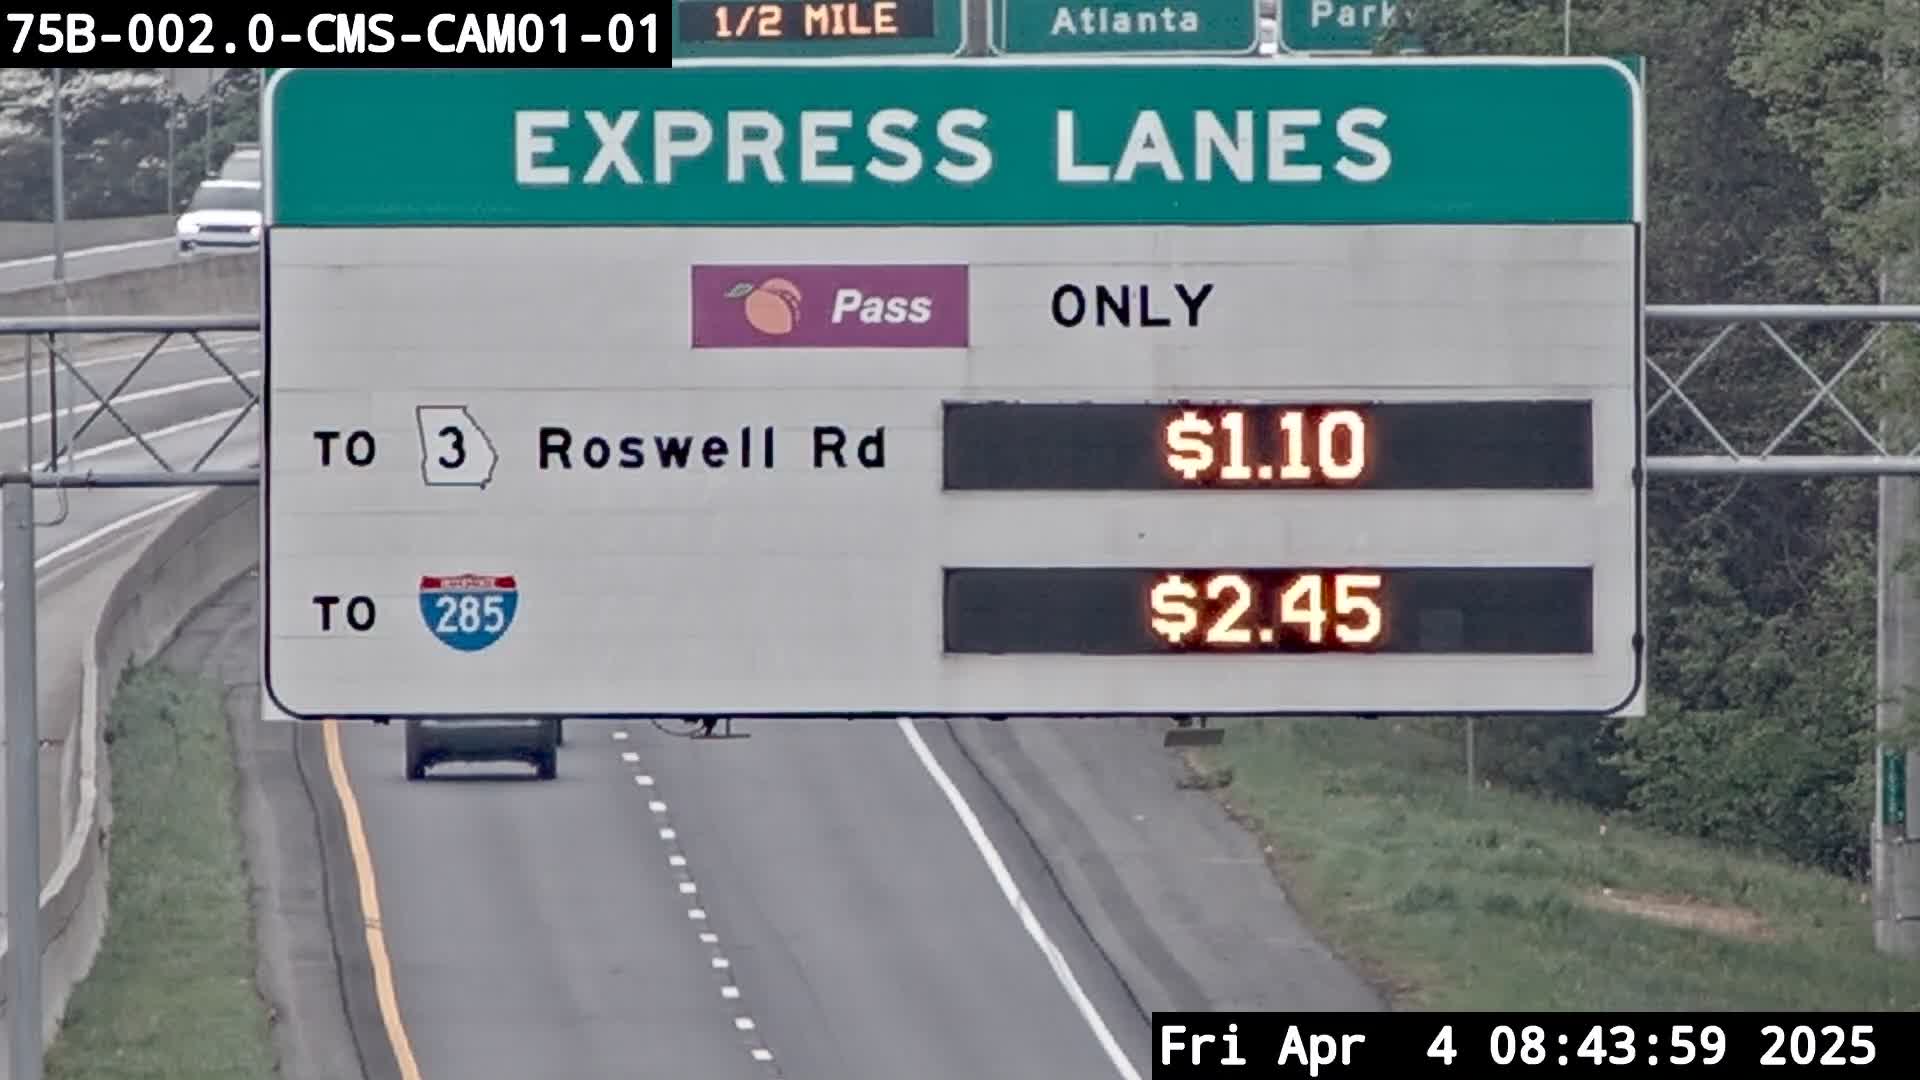 75B-002.0-CMS-CAM01-01
1/2 MILE
Atlanta
EXPRESS LANES
Pass ONLY
TO 3 Roswell Rd $1.10
INTERSTATE
TO 285 $2.45
Fri Apr 4 08:43:59 2025